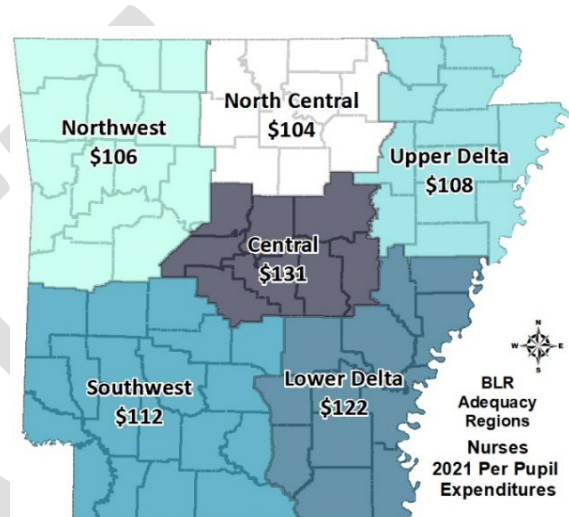 North Central
$104
Northwest
$106
Upper Delta
$108
Central
$131
Southwest
$112
Lower Delta
$122
N
W
E
S
BLR
Adequacy
Regions
Nurses
2021 Per Pupil
Expenditures